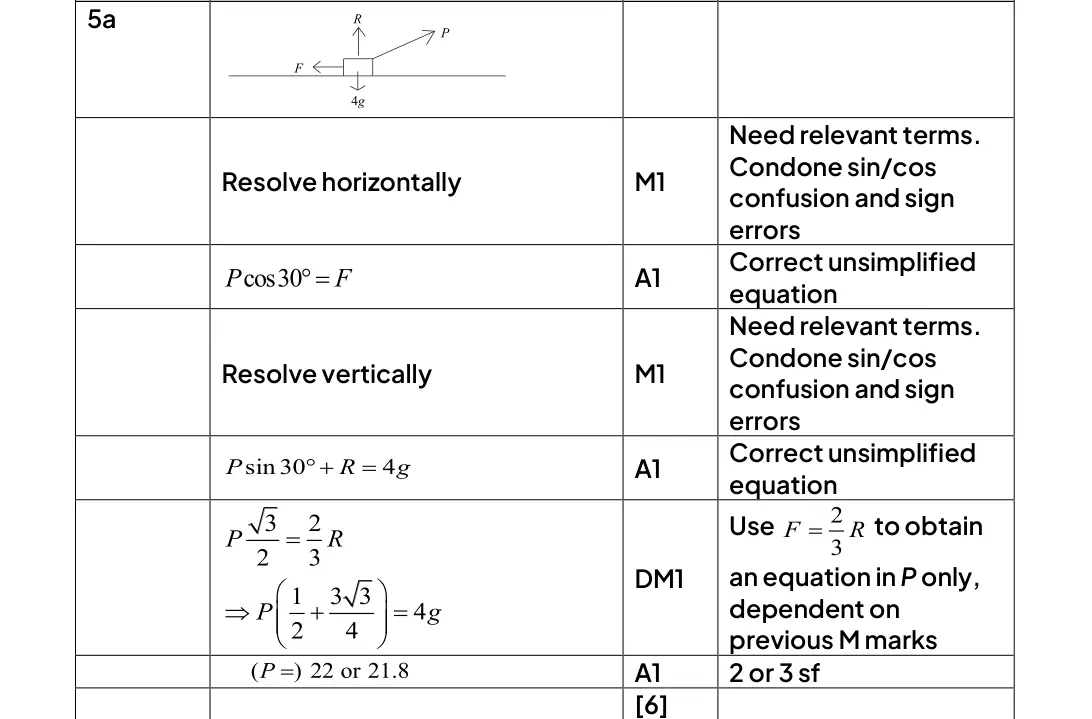 5a
R
P
F
4g
Resolve horizontally
M1
Need relevant terms.
Condone sin/cos
confusion and sign
errors
P cos 30° = F
A1
Correct unsimplified
equation
Resolve vertically
M1
Need relevant terms.
Condone sin/cos
confusion and sign
errors
P sin 30° + R = 4g
A1
Correct unsimplified
equation
P √3/2 = 2/3 R
⇒ P(1/2 + 3√3/4) = 4g
DM1
Use F = 2/3 R to obtain
an equation in P only,
dependent on
previous M marks
(P =) 22 or 21.8
A1
2 or 3 sf
[6]